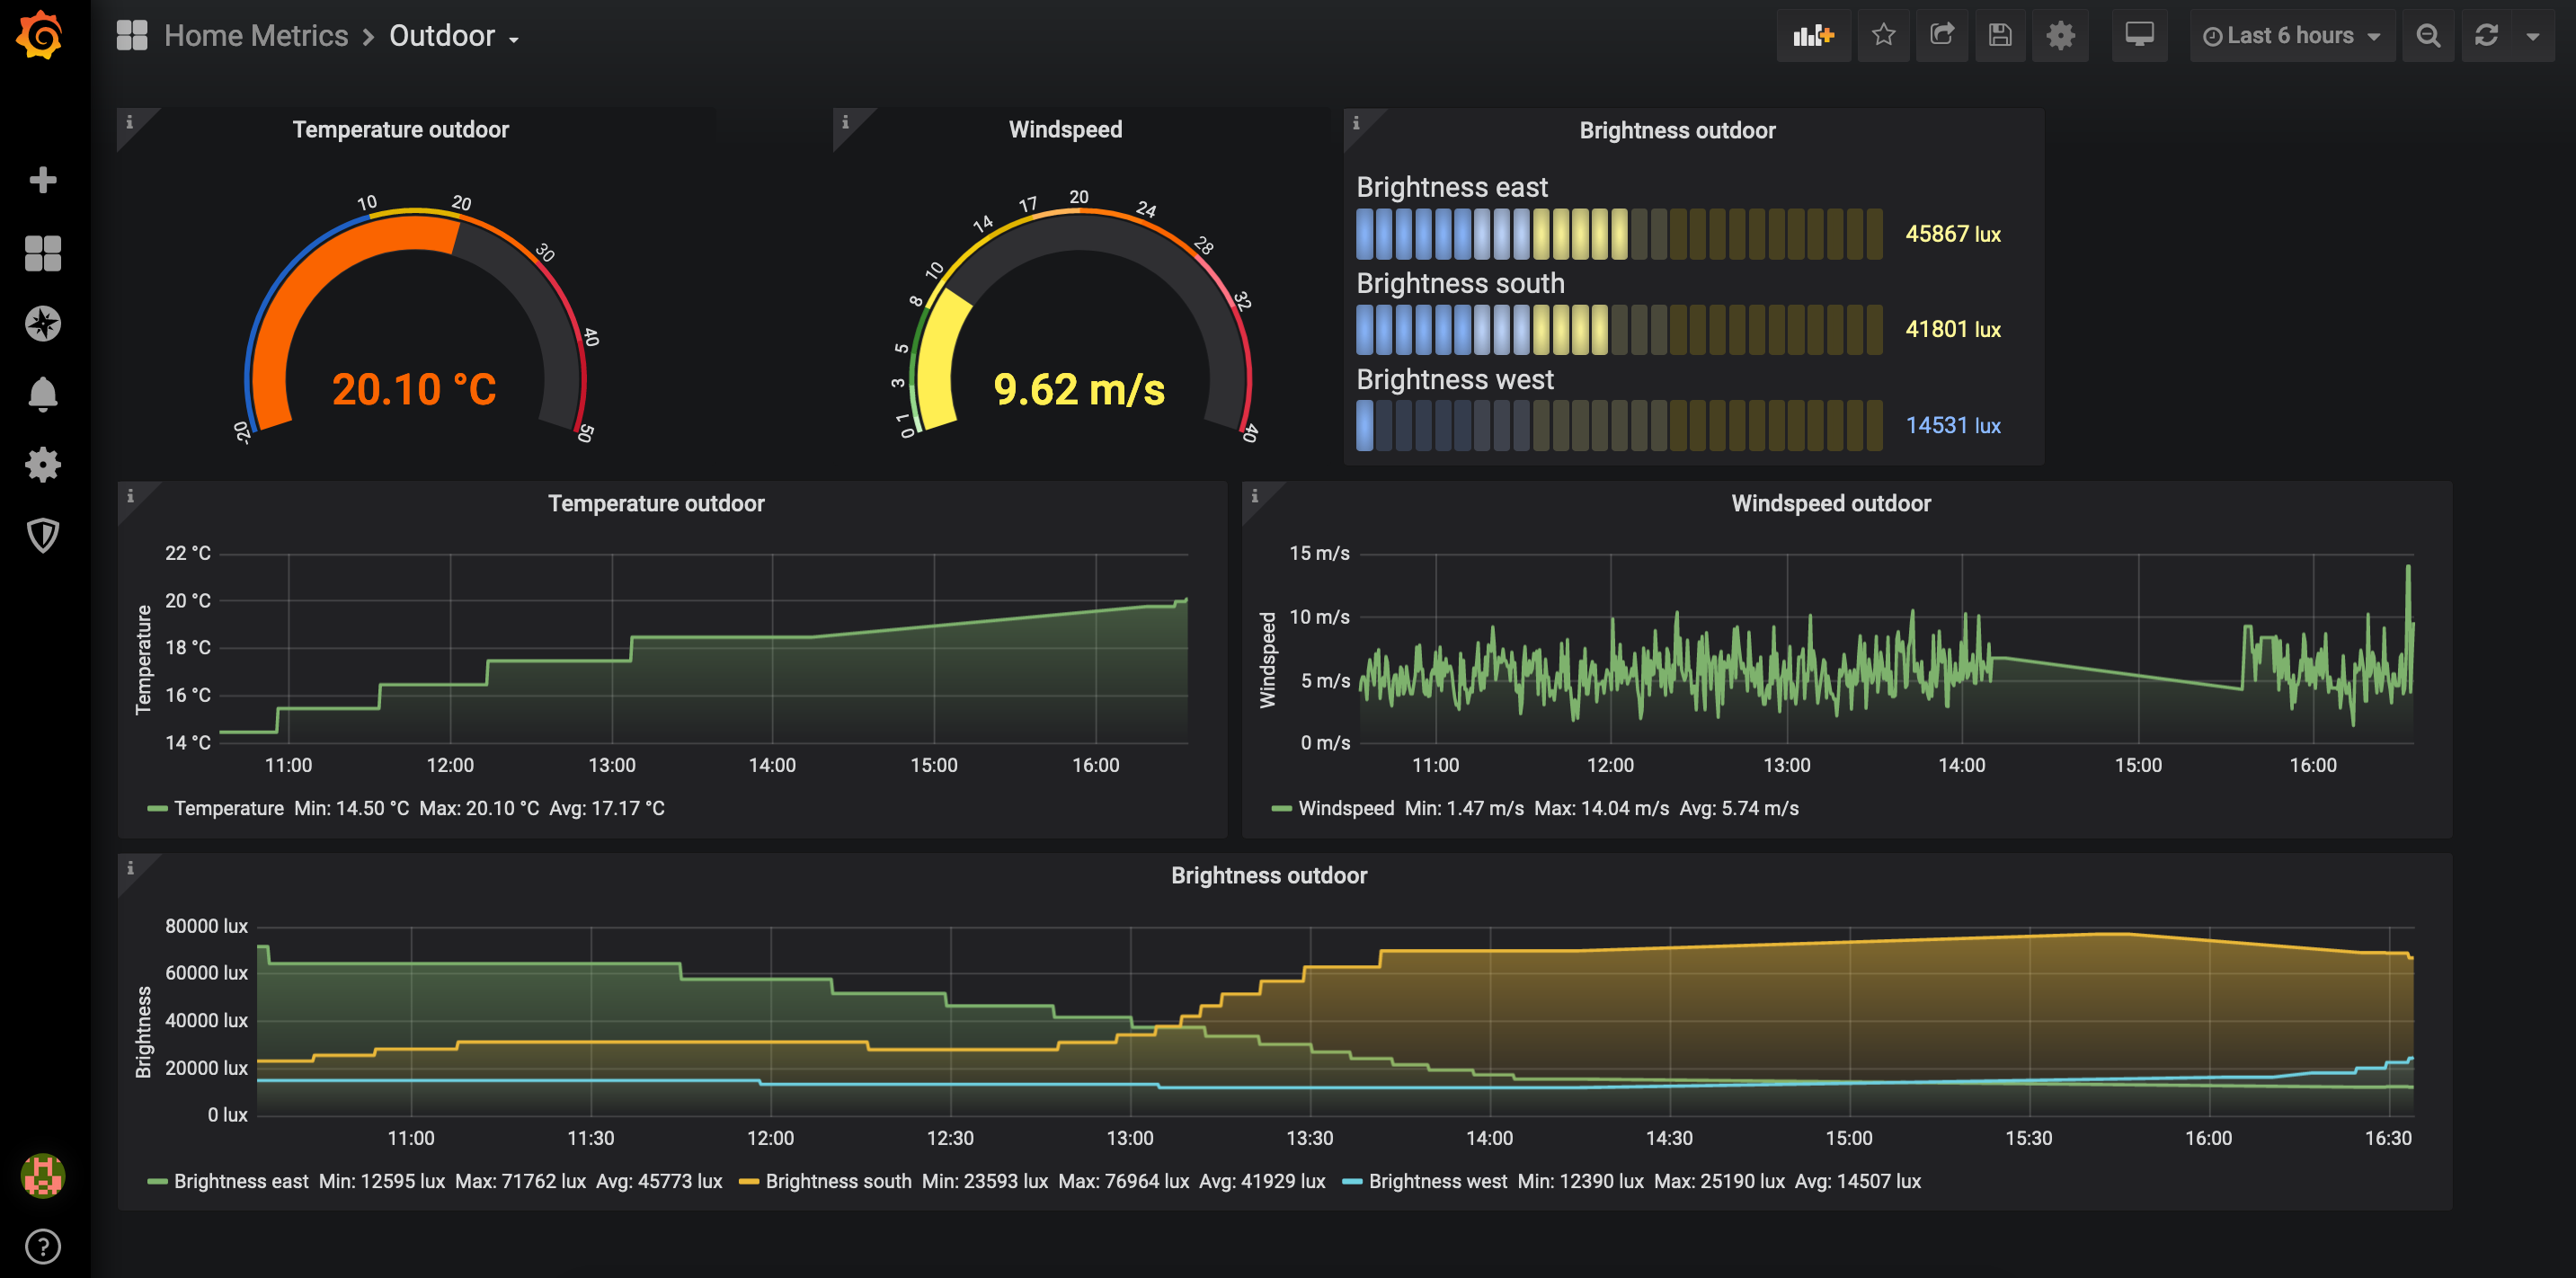 Home Metrics > Outdoor
Last 6 hours
Temperature outdoor
-20
10
20
30
40
50
20.10 °C
Windspeed
0
1
3
5
8
10
14
17
20
24
28
32
40
9.62 m/s
Brightness outdoor
Brightness east
45867 lux
Brightness south
41801 lux
Brightness west
14531 lux
Temperature outdoor
Temperature
22 °C
20 °C
18 °C
16 °C
14 °C
11:00 12:00 13:00 14:00 15:00 16:00
Temperature Min: 14.50 °C Max: 20.10 °C Avg: 17.17 °C
Windspeed outdoor
Windspeed
15 m/s
10 m/s
5 m/s
0 m/s
11:00 12:00 13:00 14:00 15:00 16:00
Windspeed Min: 1.47 m/s Max: 14.04 m/s Avg: 5.74 m/s
Brightness outdoor
Brightness
80000 lux
60000 lux
40000 lux
20000 lux
0 lux
11:00 11:30 12:00 12:30 13:00 13:30 14:00 14:30 15:00 15:30 16:00 16:30
Brightness east Min: 12595 lux Max: 71762 lux Avg: 45773 lux Brightness south Min: 23593 lux Max: 76964 lux Avg: 41929 lux Brightness west Min: 12390 lux Max: 25190 lux Avg: 14507 lux